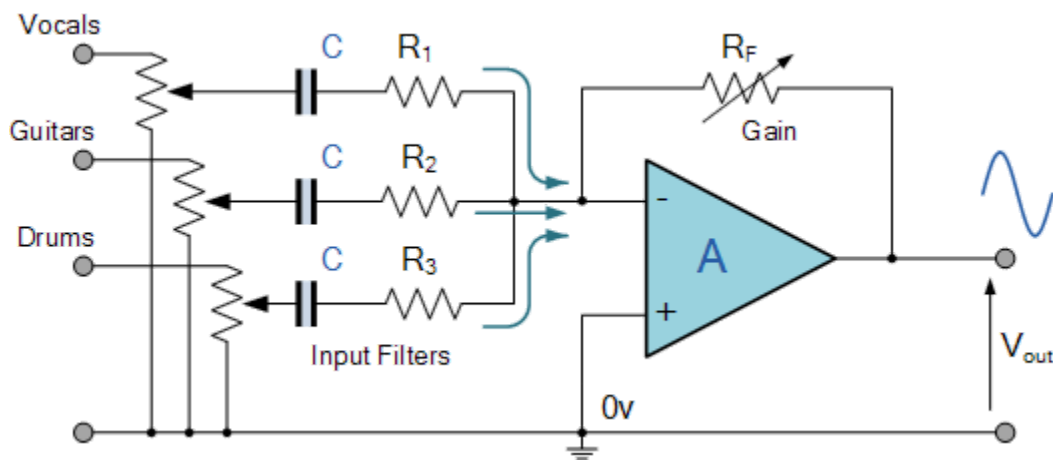 Vocals
C
R1
RF
Gain
Guitars
C
R2
-
Drums
C
R3
A
+
Input Filters
0v
Vout